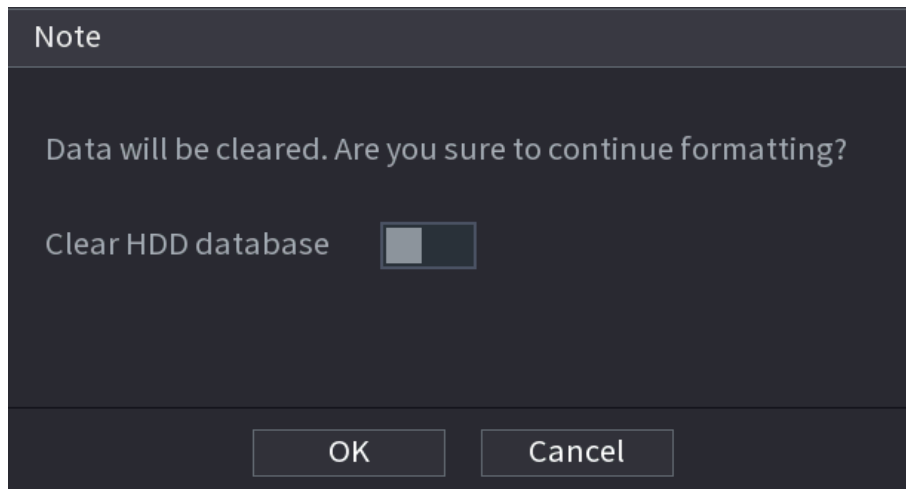 Note
Data will be cleared. Are you sure to continue formatting?
Clear HDD database
OK
Cancel